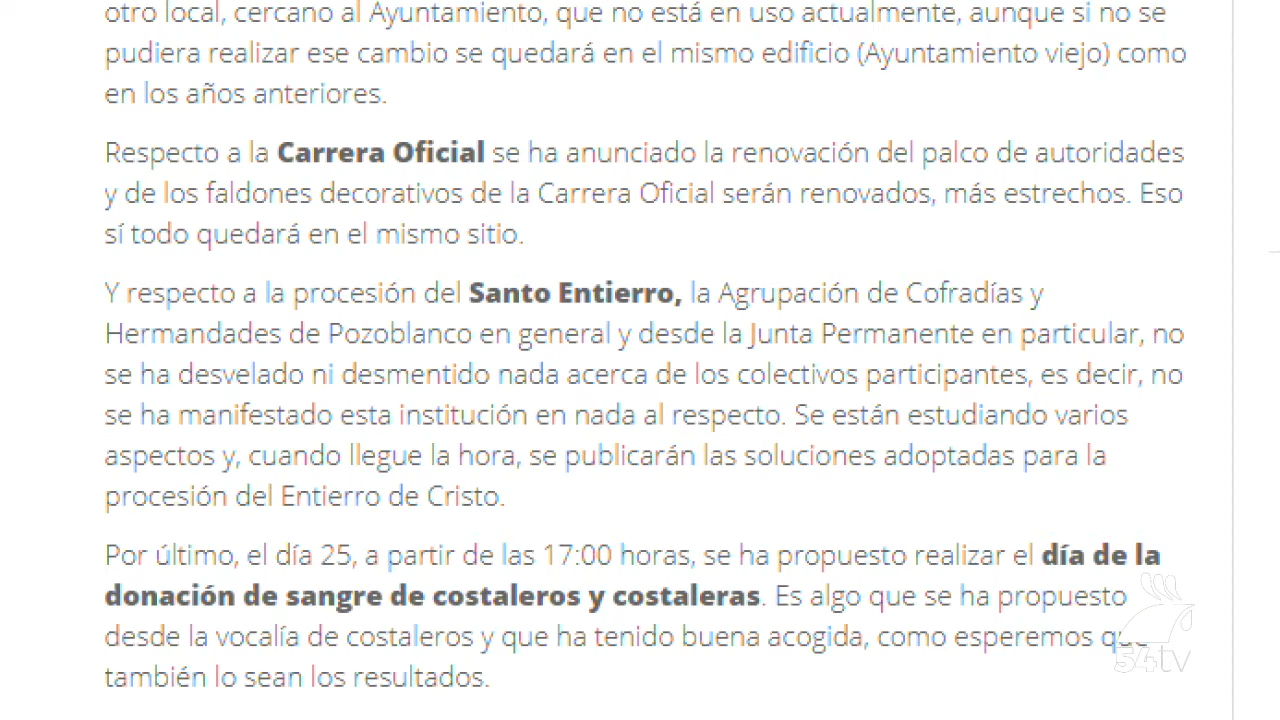 otro local, cercano al Ayuntamiento, que no está en uso actualmente, aunque si no se
pudiera realizar ese cambio se quedará en el mismo edificio (Ayuntamiento viejo) como
en los años anteriores.
Respecto a la Carrera Oficial se ha anunciado la renovación del palco de autoridades
y de los faldones decorativos de la Carrera Oficial serán renovados, más estrechos. Eso
sí todo quedará en el mismo sitio.
Y respecto a la procesión del Santo Entierro, la Agrupación de Cofradías y
Hermandades de Pozoblanco en general y desde la Junta Permanente en particular, no
se ha desvelado ni desmentido nada acerca de los colectivos participantes, es decir, no
se ha manifestado esta institución en nada al respecto. Se están estudiando varios
aspectos y, cuando llegue la hora, se publicarán las soluciones adoptadas para la
procesión del Entierro de Cristo.
Por último, el día 25, a partir de las 17:00 horas, se ha propuesto realizar el día de la
donación de sangre de costaleros y costaleras. Es algo que se ha propuesto
desde la vocalía de costaleros y que ha tenido buena acogida, como esperemos que
también lo sean los resultados.
54tv